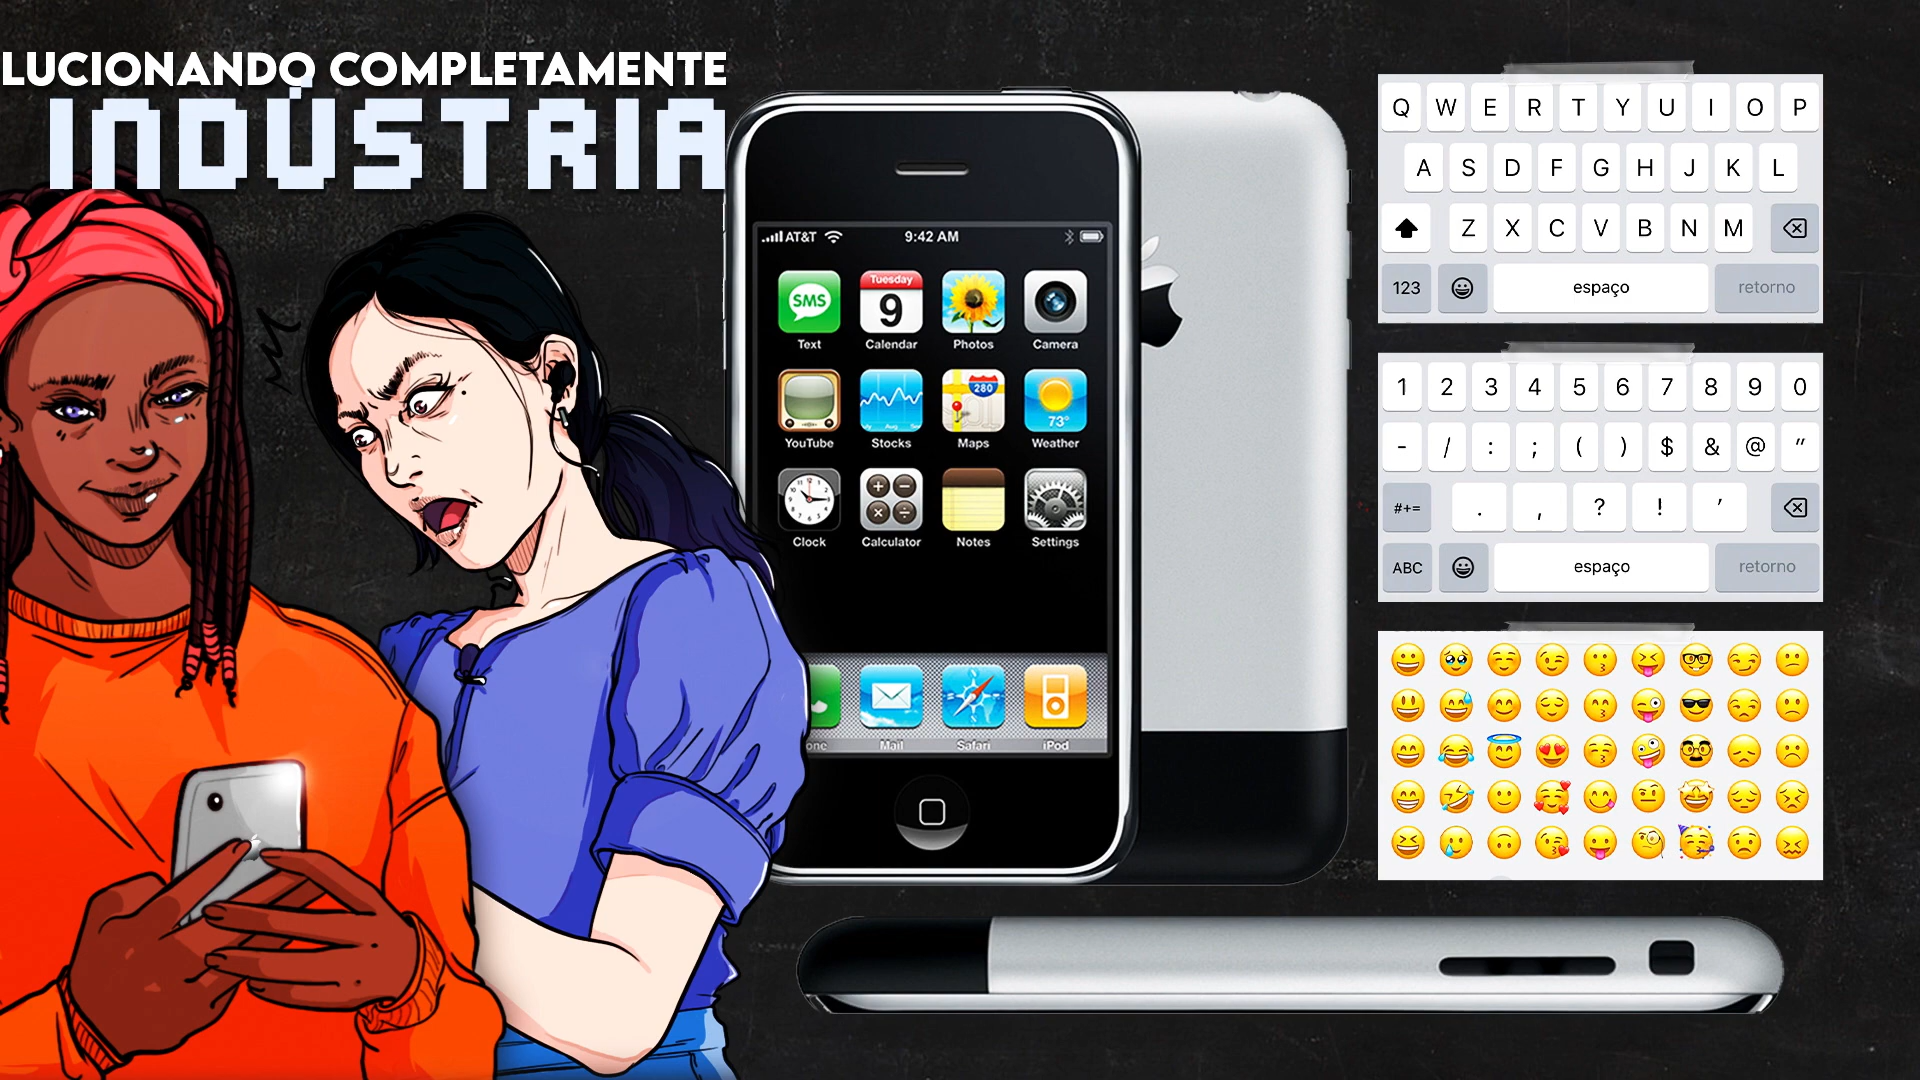 LUCIONANDO COMPLETAMENTE
INDÚSTRIA
AT&T 9:42 AM
Tuesday
9
SMS
Text Calendar Photos Camera
280
73°
YouTube Stocks Maps Weather
Clock Calculator Notes Settings
one Mail Safari iPod
Q W E R T Y U I O P
A S D F G H J K L
Z X C V B N M
123 espaço retorno
1 2 3 4 5 6 7 8 9 0
- / : ; ( ) $ & @ "
#+= . , ? ! ’
ABC espaço retorno